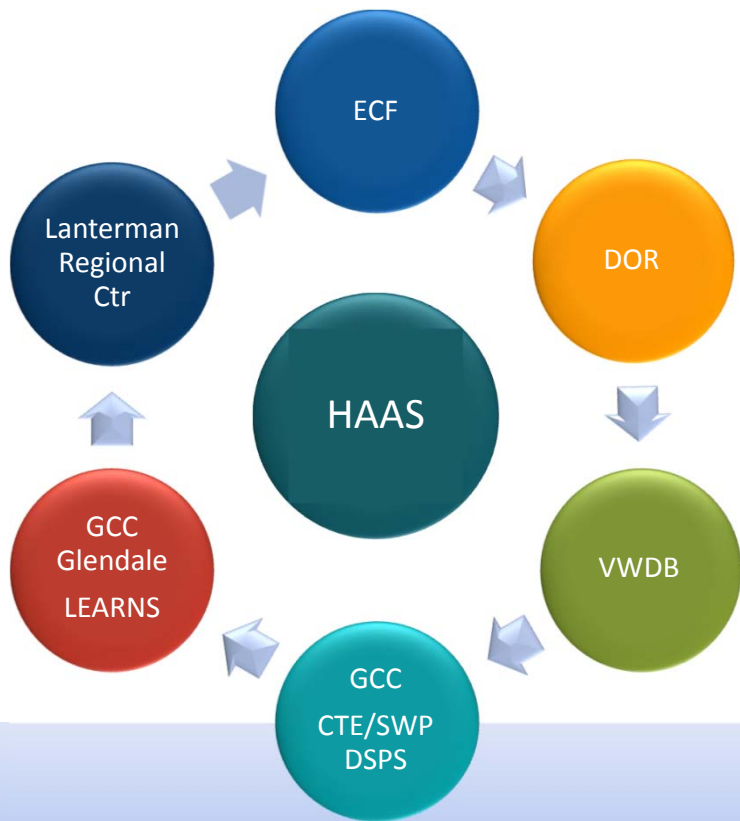 ECF
DOR
VWDB
GCC
CTE/SWP
DSPS
GCC
Glendale
LEARNS
Lanterman
Regional
Ctr
HAAS